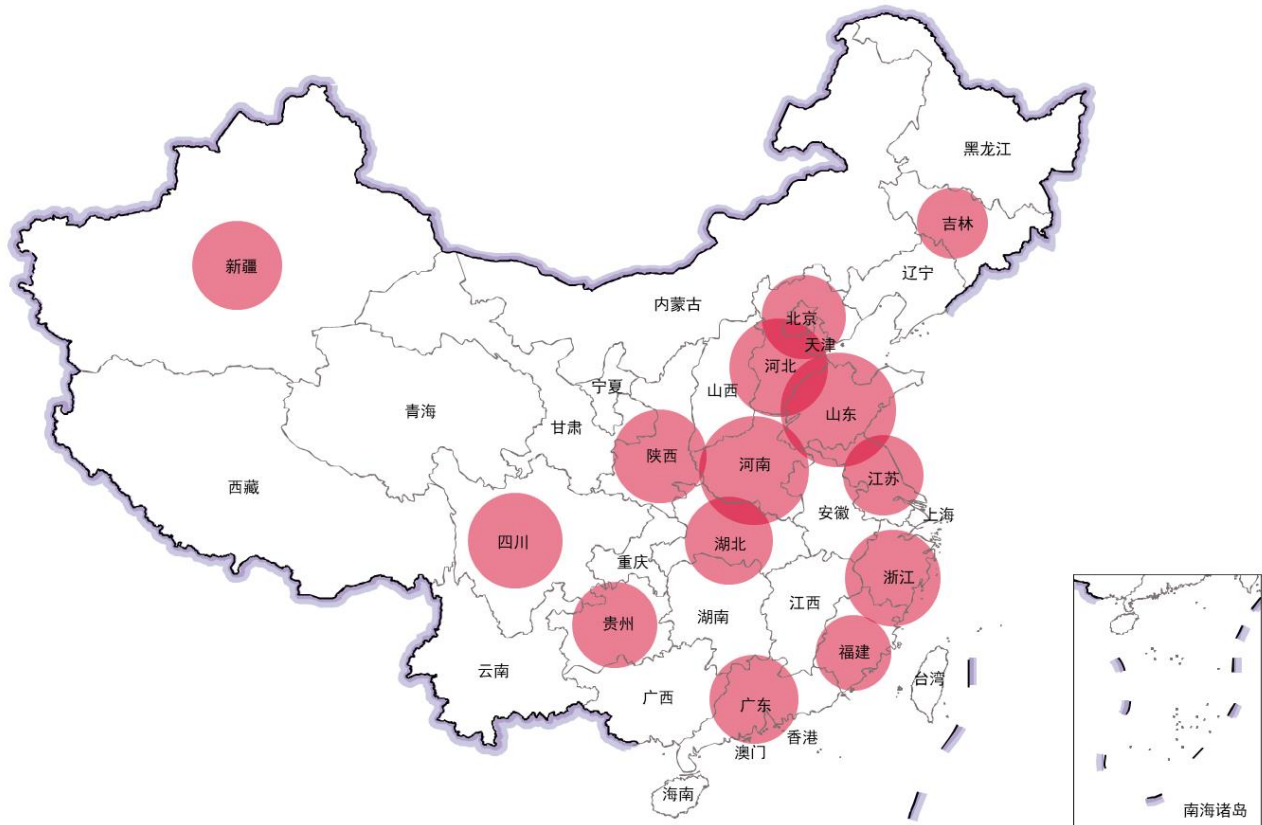 黑龙江
吉林
新疆
辽宁
内蒙古
北京
天津
河北
宁夏
山西
青海
山东
甘肃
陕西
河南
江苏
西藏
安徽
上海
四川
湖北
重庆
浙江
江西
湖南
贵州
福建
云南
台湾
广西
广东
香港
澳门
海南
南海诸岛